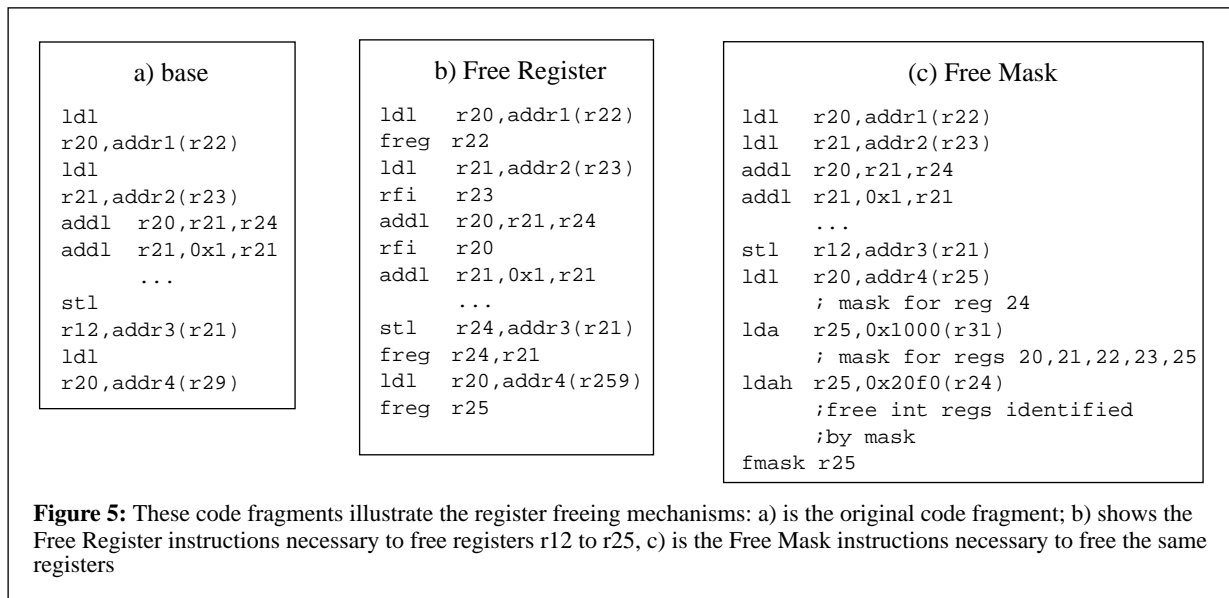 a) base
ldl
r20,addr1(r22)
ldl
r21,addr2(r23)
addl r20,r21,r24
addl r21,0x1,r21
...
stl
r12,addr3(r21)
ldl
r20,addr4(r29)
b) Free Register
ldl r20,addr1(r22)
freg r22
ldl r21,addr2(r23)
rfi r23
addl r20,r21,r24
rfi r20
addl r21,0x1,r21
...
stl r24,addr3(r21)
freg r24,r21
ldl r20,addr4(r259)
freg r25
(c) Free Mask
ldl r20,addr1(r22)
ldl r21,addr2(r23)
addl r20,r21,r24
addl r21,0x1,r21
...
stl r12,addr3(r21)
ldl r20,addr4(r25)
; mask for reg 24
lda r25,0x1000(r31)
; mask for regs 20,21,22,23,25
ldah r25,0x20f0(r24)
;free int regs identified
;by mask
fmask r25
Figure 5: These code fragments illustrate the register freeing mechanisms: a) is the original code fragment; b) shows the
Free Register instructions necessary to free registers r12 to r25, c) is the Free Mask instructions necessary to free the same
registers